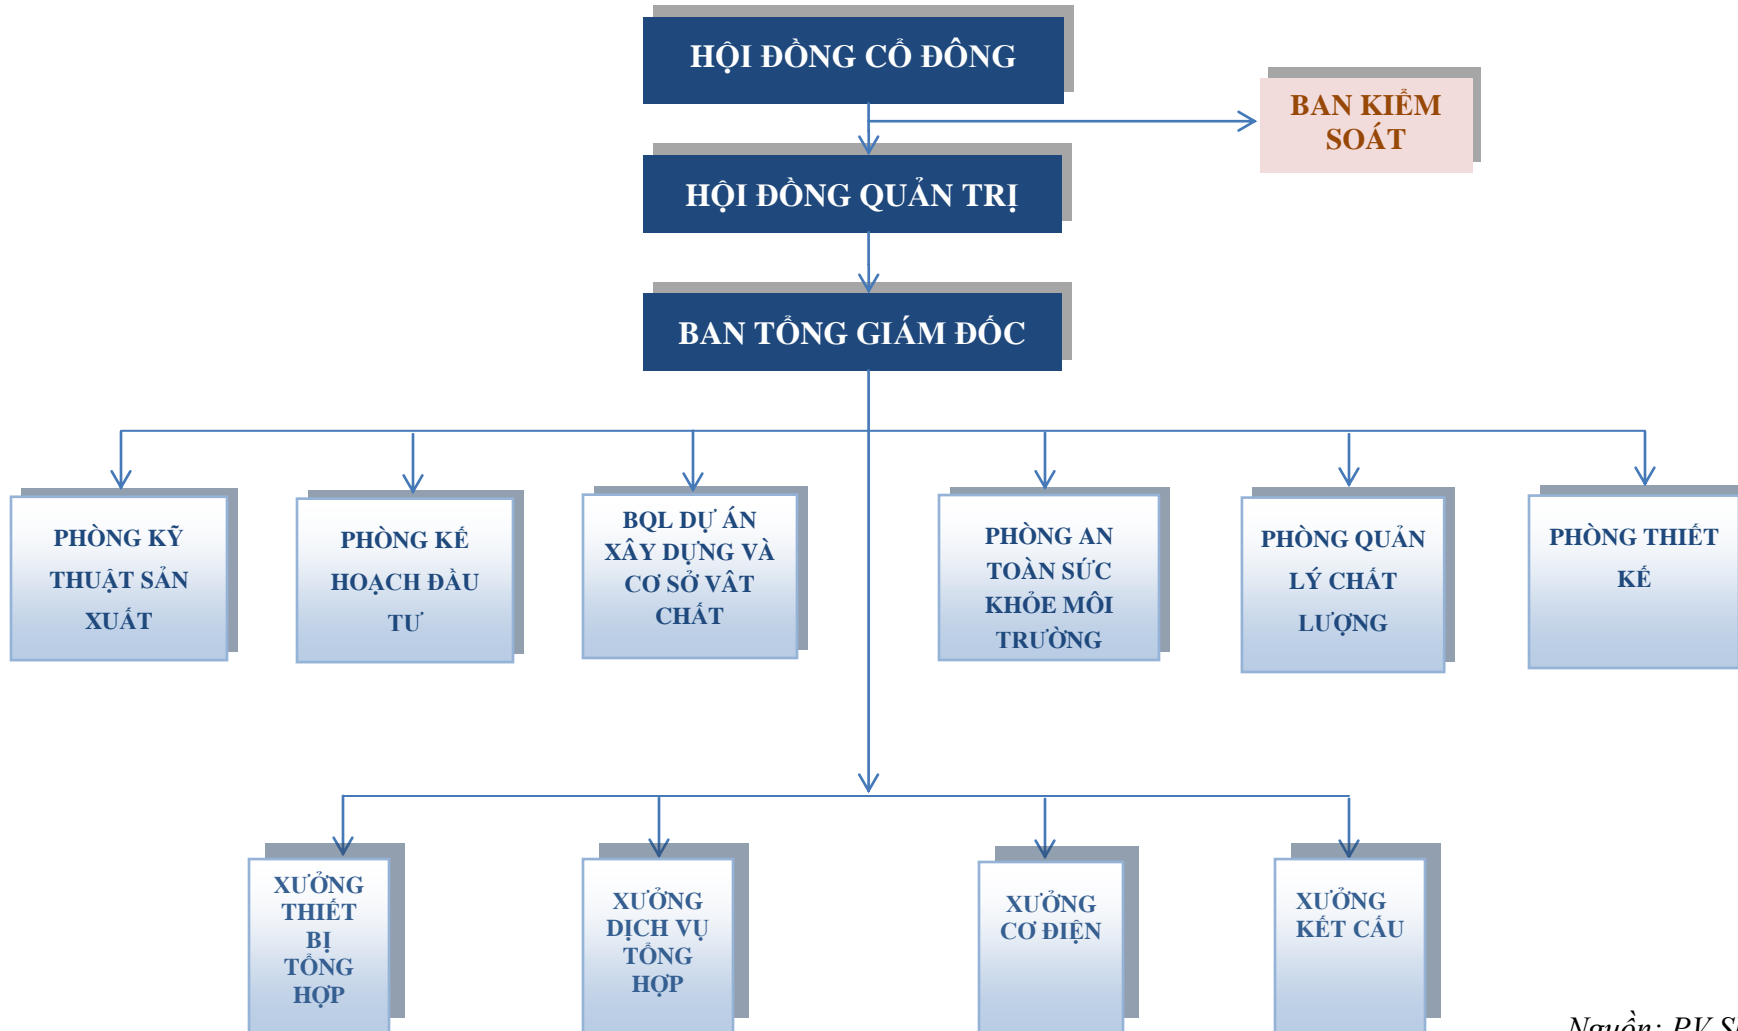 HỘI ĐỒNG CỔ ĐÔNG
BAN KIỂM
SOÁT
HỘI ĐỒNG QUẢN TRỊ
BAN TỔNG GIÁM ĐỐC
PHÒNG KỸ
THUẬT SẢN
XUẤT
PHÒNG KẾ
HOẠCH ĐẦU
TƯ
BQL DỰ ÁN
XÂY DỰNG VÀ
CƠ SỞ VÂT
CHẤT
PHÒNG AN
TOÀN SỨC
KHỎE MÔI
TRƯỜNG
PHÒNG QUẢN
LÝ CHẤT
LƯỢNG
PHÒNG THIẾT
KẾ
XƯỞNG
THIẾT
BỊ
TỔNG
HỢP
XƯỞNG
DỊCH VỤ
TỔNG
HỢP
XƯỞNG
CƠ ĐIỆN
XƯỞNG
KẾT CẤU
Nguồn: PV